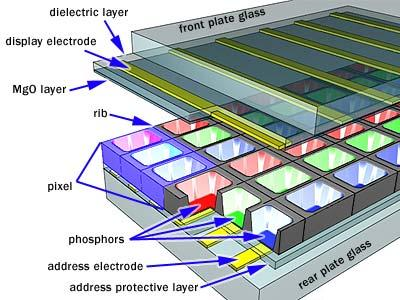 dielectric layer
front plate glass
display electrode
MgO layer
rib
pixel
phosphors
address electrode
rear plate glass
address protective layer